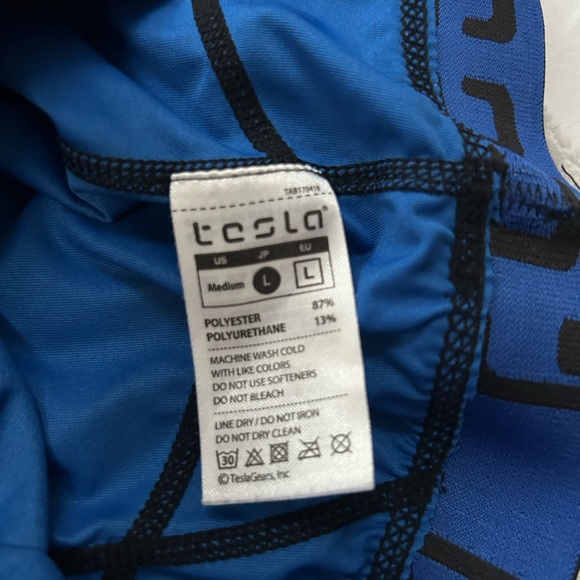 TAB170418
tesla®
US JP EU
Medium L L
POLYESTER 87%
POLYURETHANE 13%
MACHINE WASH COLD
WITH LIKE COLORS
DO NOT USE SOFTENERS
DO NOT BLEACH
LINE DRY / DO NOT IRON
DO NOT DRY CLEAN
30
© TeslaGears, Inc